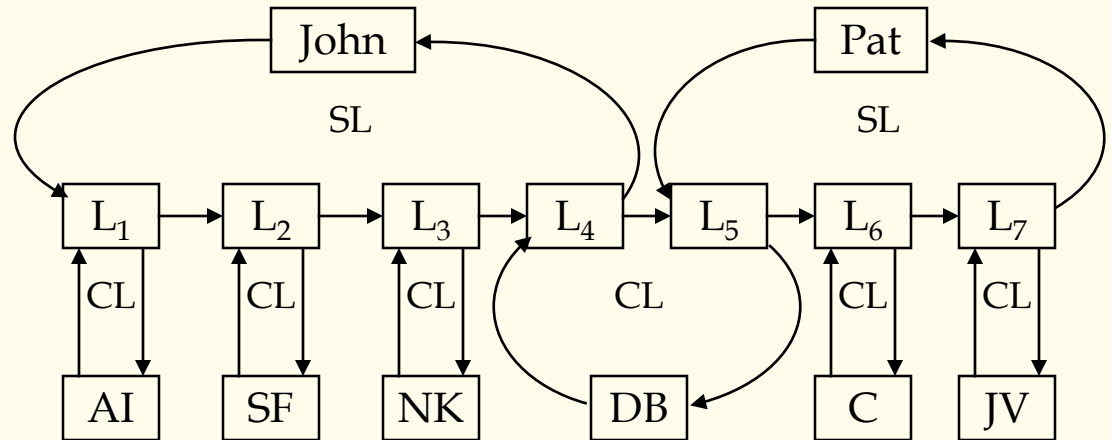 John Pat
SL SL
L₁ L₂ L₃ L₄ L₅ L₆ L₇
CL CL CL CL CL CL
AI SF NK DB C JV